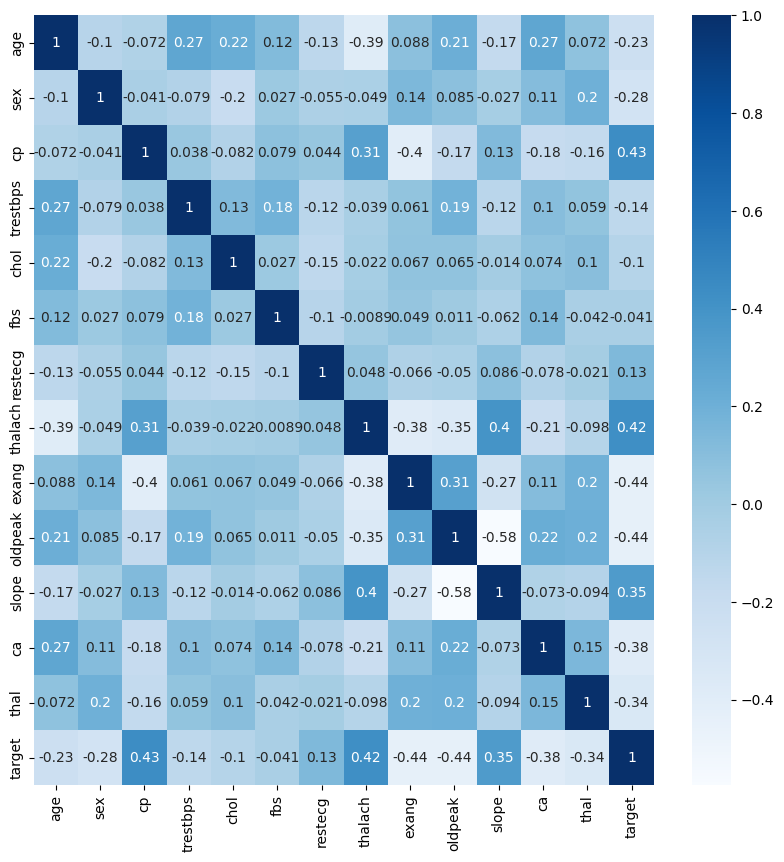 age 1 -0.1 -0.072 0.27 0.22 0.12 -0.13 -0.39 0.088 0.21 -0.17 0.27 0.072 -0.23
sex -0.1 1 -0.041 -0.079 -0.2 0.027 -0.055 -0.049 0.14 0.085 -0.027 0.11 0.2 -0.28
cp -0.072 -0.041 1 0.038 -0.082 0.079 0.044 0.31 -0.4 -0.17 0.13 -0.18 -0.16 0.43
trestbps 0.27 -0.079 0.038 1 0.13 0.18 -0.12 -0.039 0.061 0.19 -0.12 0.1 0.059 -0.14
chol 0.22 -0.2 -0.082 0.13 1 0.027 -0.15 -0.022 0.067 0.065 -0.014 0.074 0.1 -0.1
fbs 0.12 0.027 0.079 0.18 0.027 1 -0.1 -0.0089 0.049 0.011 -0.062 0.14 -0.042 -0.041
restecg -0.13 -0.055 0.044 -0.12 -0.15 -0.1 1 0.048 -0.066 -0.05 0.086 -0.078 -0.021 0.13
thalach -0.39 -0.049 0.31 -0.039 -0.022 -0.0089 0.048 1 -0.38 -0.35 0.4 -0.21 -0.098 0.42
exang 0.088 0.14 -0.4 0.061 0.067 0.049 -0.066 -0.38 1 0.31 -0.27 0.11 0.2 -0.44
oldpeak 0.21 0.085 -0.17 0.19 0.065 0.011 -0.05 -0.35 0.31 1 -0.58 0.22 0.2 -0.44
slope -0.17 -0.027 0.13 -0.12 -0.014 -0.062 0.086 0.4 -0.27 -0.58 1 -0.073 -0.094 0.35
ca 0.27 0.11 -0.18 0.1 0.074 0.14 -0.078 -0.21 0.11 0.22 -0.073 1 0.15 -0.38
thal 0.072 0.2 -0.16 0.059 0.1 -0.042 -0.021 -0.098 0.2 0.2 -0.094 0.15 1 -0.34
target -0.23 -0.28 0.43 -0.14 -0.1 -0.041 0.13 0.42 -0.44 -0.44 0.35 -0.38 -0.34 1
age sex cp trestbps chol fbs restecg thalach exang oldpeak slope ca thal target
1.0
0.8
0.6
0.4
0.2
0.0
−0.2
−0.4